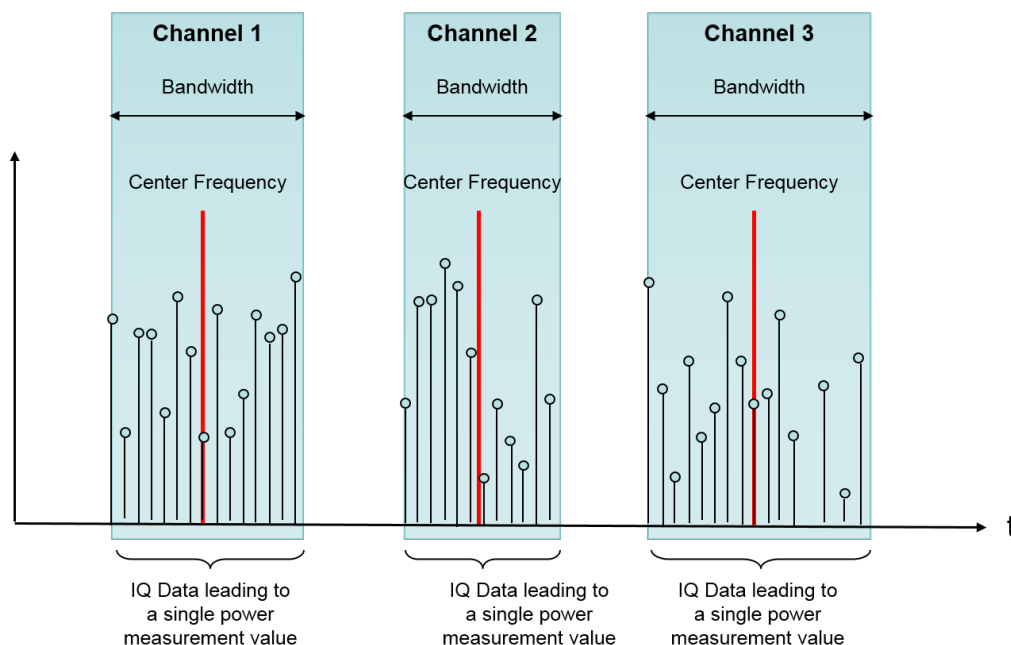 Channel 1
Channel 2
Channel 3
Bandwidth
Bandwidth
Bandwidth
Center Frequency
Center Frequency
Center Frequency
t
IQ Data leading to
a single power
measurement value
IQ Data leading to
a single power
measurement value
IQ Data leading to
a single power
measurement value